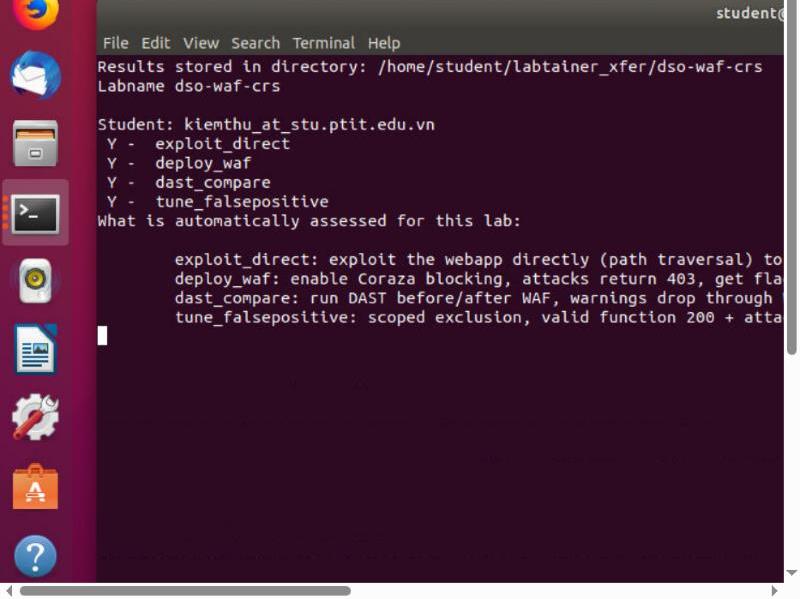 student@
File Edit View Search Terminal Help
Results stored in directory: /home/student/labtainer_xfer/dso-waf-crs
Labname dso-waf-crs
Student: kiemthu_at_stu.ptit.edu.vn
Y - exploit_direct
Y - deploy_waf
Y - dast_compare
Y - tune_falsepositive
What is automatically assessed for this lab:
exploit_direct: exploit the webapp directly (path traversal) to
deploy_waf: enable Coraza blocking, attacks return 403, get fla
dast_compare: run DAST before/after WAF, warnings drop through
tune_falsepositive: scoped exclusion, valid function 200 + atta